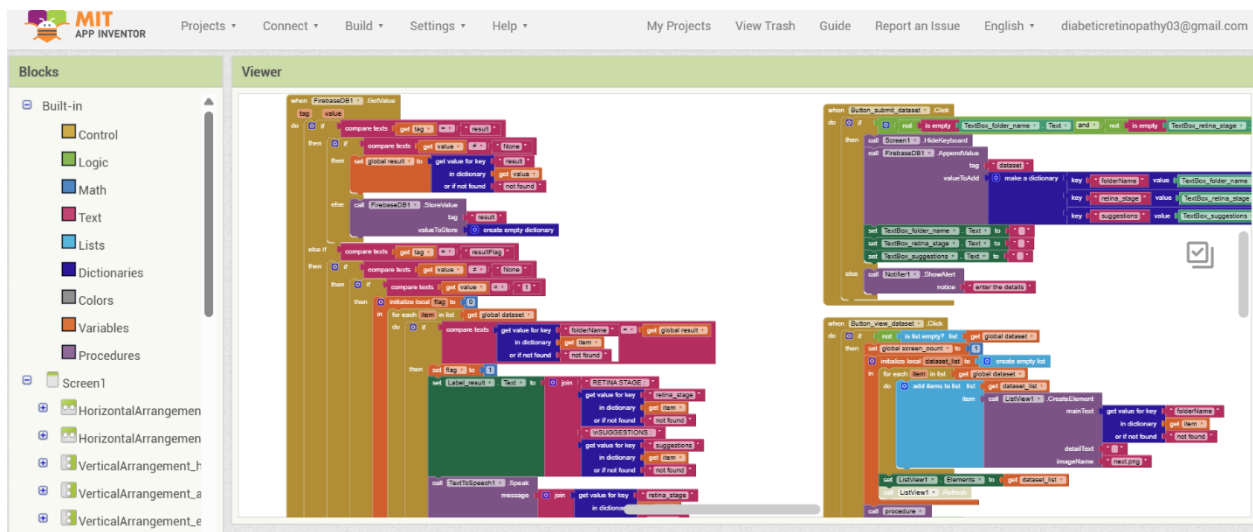 MIT
APP INVENTOR
Projects Connect Build Settings Help My Projects View Trash Guide Report an Issue English diabeticretinopathy03@gmail.com
Blocks
Built-in
Control
Logic
Math
Text
Lists
Dictionaries
Colors
Variables
Procedures
Screen1
HorizontalArrangemen
HorizontalArrangemen
VerticalArrangement_h
VerticalArrangement_a
VerticalArrangement_e
Viewer
when FirebaseDB1 .GotValue
tag value
do if compare texts get tag = " result "
then if compare texts get value ≠ " None "
then set global result to get value for key " result "
in dictionary get value
or if not found " not found "
else call FirebaseDB1 .StoreValue
tag " result "
valueToStore create empty dictionary
else if compare texts get tag = " resultFlag "
then if compare texts get value ≠ " None "
then if compare texts get value = " 1 "
then initialize local flag to 0
in for each item in list get global dataset
do if compare texts get value for key " folderName " = get global result
in dictionary get item
or if not found " not found "
then set flag to 1
set Label_result . Text to join " RETINA STAGE : "
get value for key " retina_stage "
in dictionary get item
or if not found " not found "
" \nSUGGESTIONS : "
get value for key " suggestions "
in dictionary get item
or if not found " not found "
call TextToSpeech1 .Speak
message join get value for key " retina_stage "
in dictionary
when Button_submit_dataset .Click
do if not is empty TextBox_folder_name . Text and not is empty TextBox_retina_stage .
then call Screen1 .HideKeyboard
call FirebaseDB1 .AppendValue
tag " dataset "
valueToAdd make a dictionary key " folderName " value TextBox_folder_name
key " retina_stage " value TextBox_retina_stage
key " suggestions " value TextBox_suggestions
set TextBox_folder_name . Text to " "
set TextBox_retina_stage . Text to " "
set TextBox_suggestions . Text to " "
else call Notifier1 .ShowAlert
notice " enter the details "
when Button_view_dataset .Click
do if not is list empty? list get global dataset
then set global screen_count to 1
initialize local dataset_list to create empty list
in for each item in list get global dataset
do add items to list list get dataset_list
item call ListView1 .CreateElement
mainText get value for key " folderName "
in dictionary get item
or if not found " not found "
detailText " "
imageName " next.png "
set ListView1 . Elements to get dataset_list
call ListView1 .Refresh
call procedure